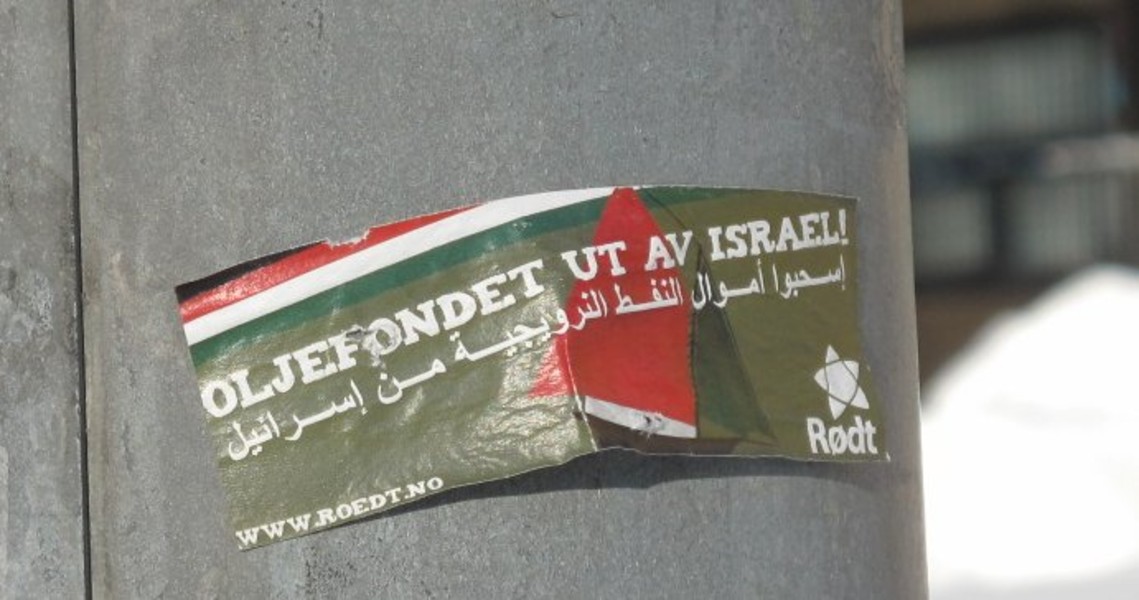 OLJEFONDET UT AV ISRAEL!
إسحبوا أموال النفط النرويجية من إسرائيل
Rødt
WWW.ROEDT.NO